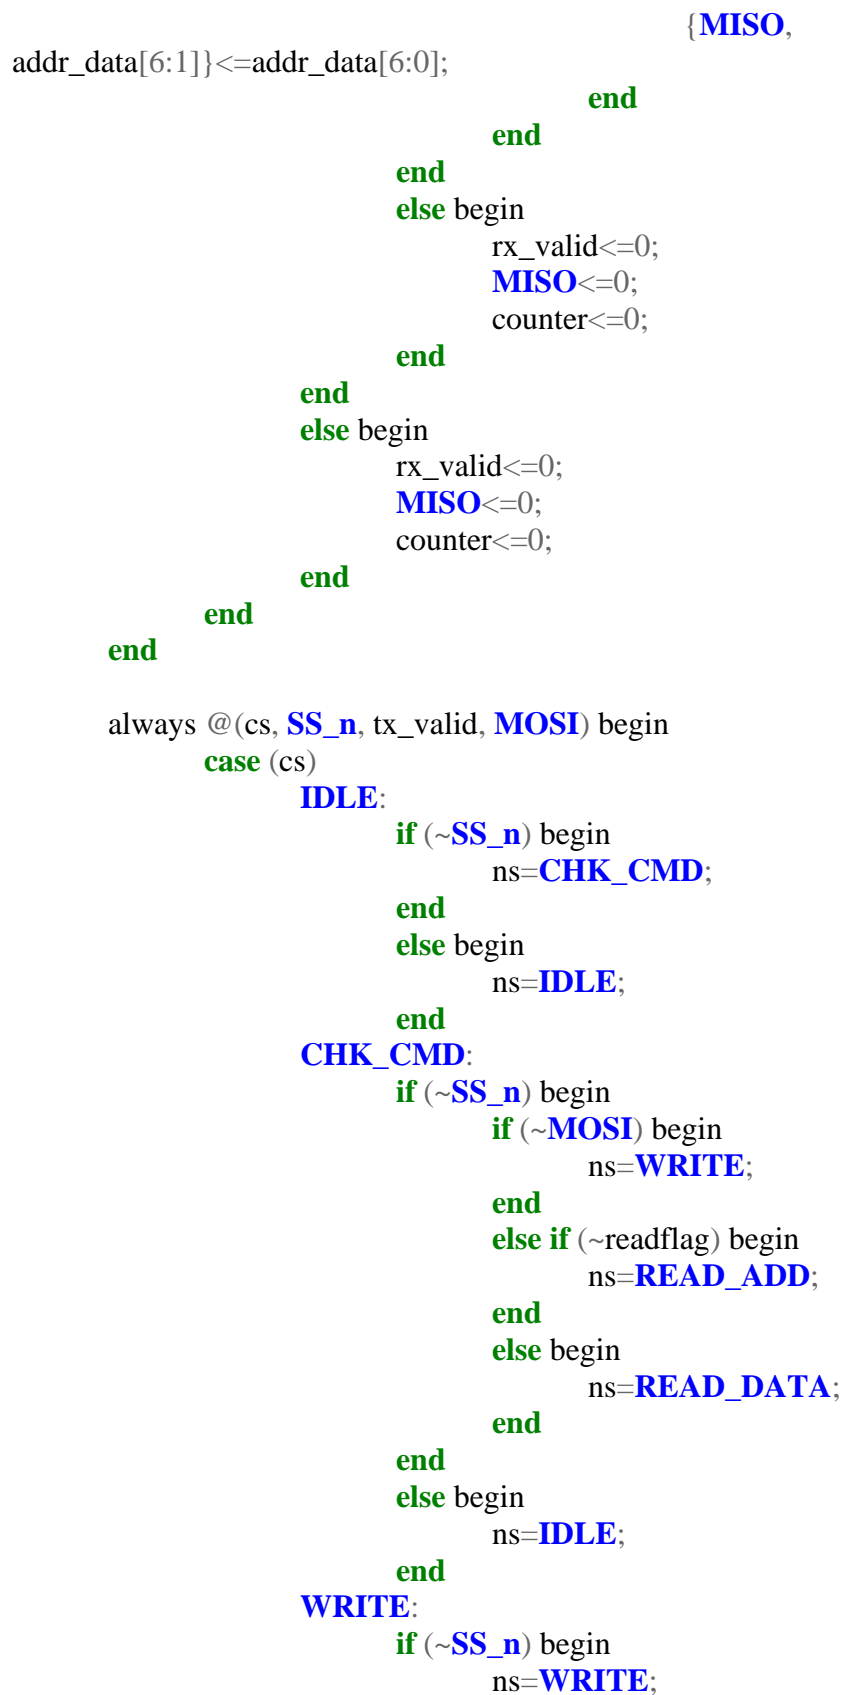 {MISO,
addr_data[6:1]}<=addr_data[6:0];
end
end
end
else begin
rx_valid<=0;
MISO<=0;
counter<=0;
end
end
else begin
rx_valid<=0;
MISO<=0;
counter<=0;
end
end
end
always @(cs, SS_n, tx_valid, MOSI) begin
case (cs)
IDLE:
if (~SS_n) begin
ns=CHK_CMD;
end
else begin
ns=IDLE;
end
CHK_CMD:
if (~SS_n) begin
if (~MOSI) begin
ns=WRITE;
end
else if (~readflag) begin
ns=READ_ADD;
end
else begin
ns=READ_DATA;
end
end
else begin
ns=IDLE;
end
WRITE:
if (~SS_n) begin
ns=WRITE;